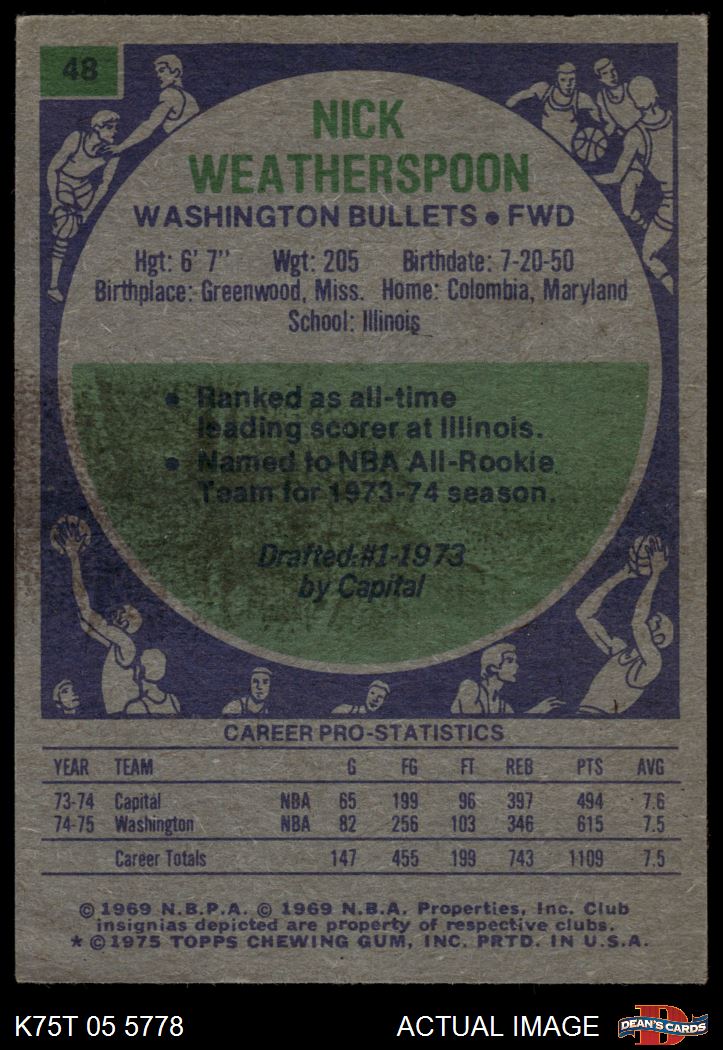 48
NICK
WEATHERSPOON
WASHINGTON BULLETS • FWD
Hgt: 6' 7" Wgt: 205 Birthdate: 7-20-50
Birthplace: Greenwood, Miss. Home: Colombia, Maryland
School: Illinois
• Ranked as all-time
leading scorer at Illinois.
• Named to NBA All-Rookie
Team for 1973-74 season.
Drafted:#1-1973
by Capital
CAREER PRO-STATISTICS
YEAR TEAM G FG FT REB PTS AVG
73-74 Capital NBA 65 199 96 397 494 7.6
74-75 Washington NBA 82 256 103 346 615 7.5
Career Totals 147 455 199 743 1109 7.5
© 1969 N.B.P.A. © 1969 N.B.A. Properties, Inc. Club
insignias depicted are property of respective clubs.
* © 1975 TOPPS CHEWING GUM, INC. PRTD. IN U.S.A.
K75T 05 5778 ACTUAL IMAGE D DEAN'S CARDS